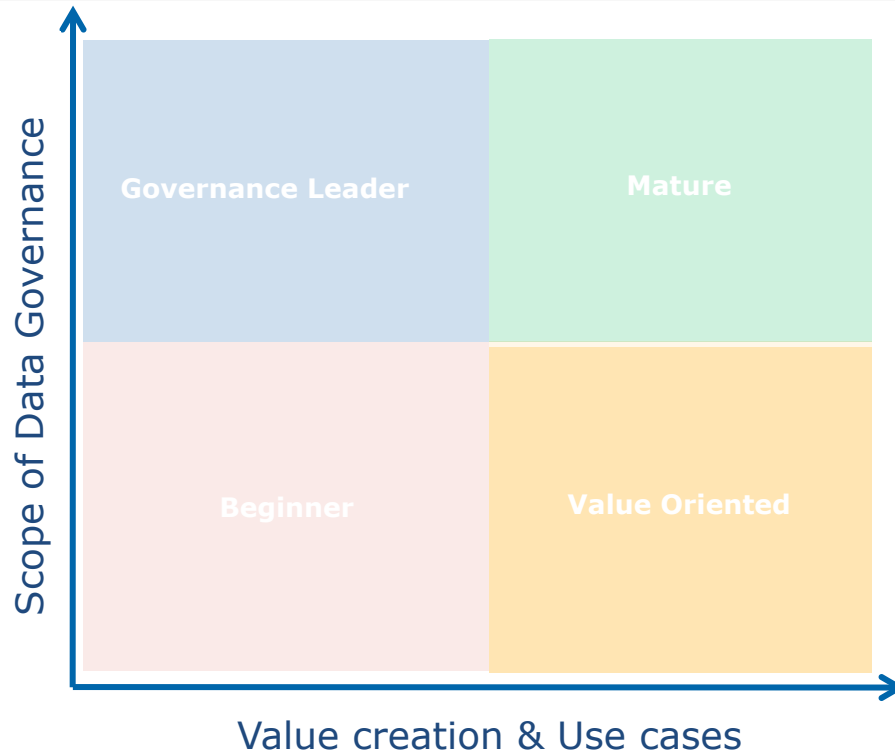 Scope of Data Governance
Governance Leader
Mature
Beginner
Value Oriented
Value creation & Use cases